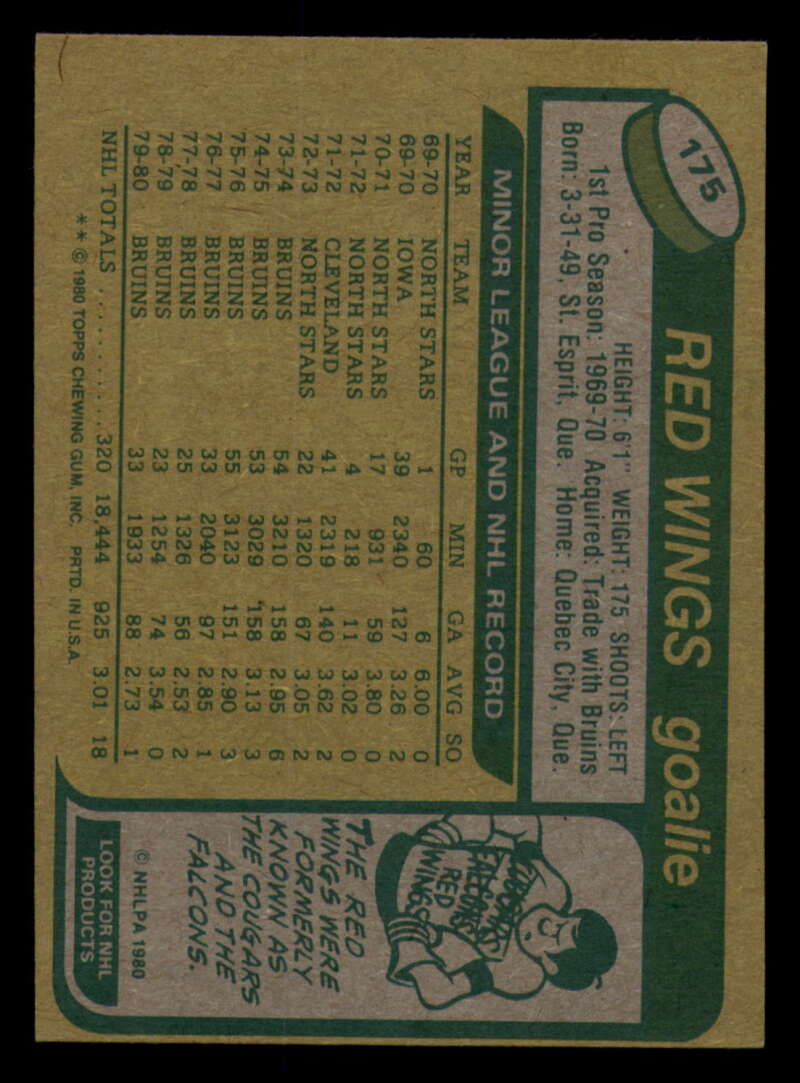 175
RED WINGS goalie
HEIGHT: 6'1" WEIGHT: 175 SHOOTS: LEFT
1st Pro Season: 1969-70 Acquired: Trade with Bruins
Born: 3-31-49, St. Esprit, Que. Home: Quebec City, Que.
MINOR LEAGUE AND NHL RECORD
YEAR TEAM GP MIN GA AVG SO
69-70 NORTH STARS 1 60 6 6.00 0
69-70 IOWA 39 2340 127 3.26 2
70-71 NORTH STARS 17 931 59 3.80 0
71-72 NORTH STARS 4 218 11 3.02 0
71-72 CLEVELAND 41 2319 140 3.62 2
72-73 NORTH STARS 22 1320 67 3.05 2
73-74 BRUINS 54 3210 158 2.95 6
74-75 BRUINS 53 3029 158 3.13 3
75-76 BRUINS 55 3123 151 2.90 3
76-77 BRUINS 33 2040 97 2.85 1
77-78 BRUINS 25 1326 56 2.53 2
78-79 BRUINS 23 1254 74 3.54 0
79-80 BRUINS 33 1933 88 2.73 1
NHL TOTALS .......... 320 18,444 925 3.01 18
** © 1980 TOPPS CHEWING GUM, INC. PRTD. IN U.S.A.
COUGARS
FALCONS
RED
WINGS
THE RED
WINGS WERE
FORMERLY
KNOWN AS
THE COUGARS
AND THE
FALCONS.
© NHLPA 1980
LOOK FOR NHL
PRODUCTS